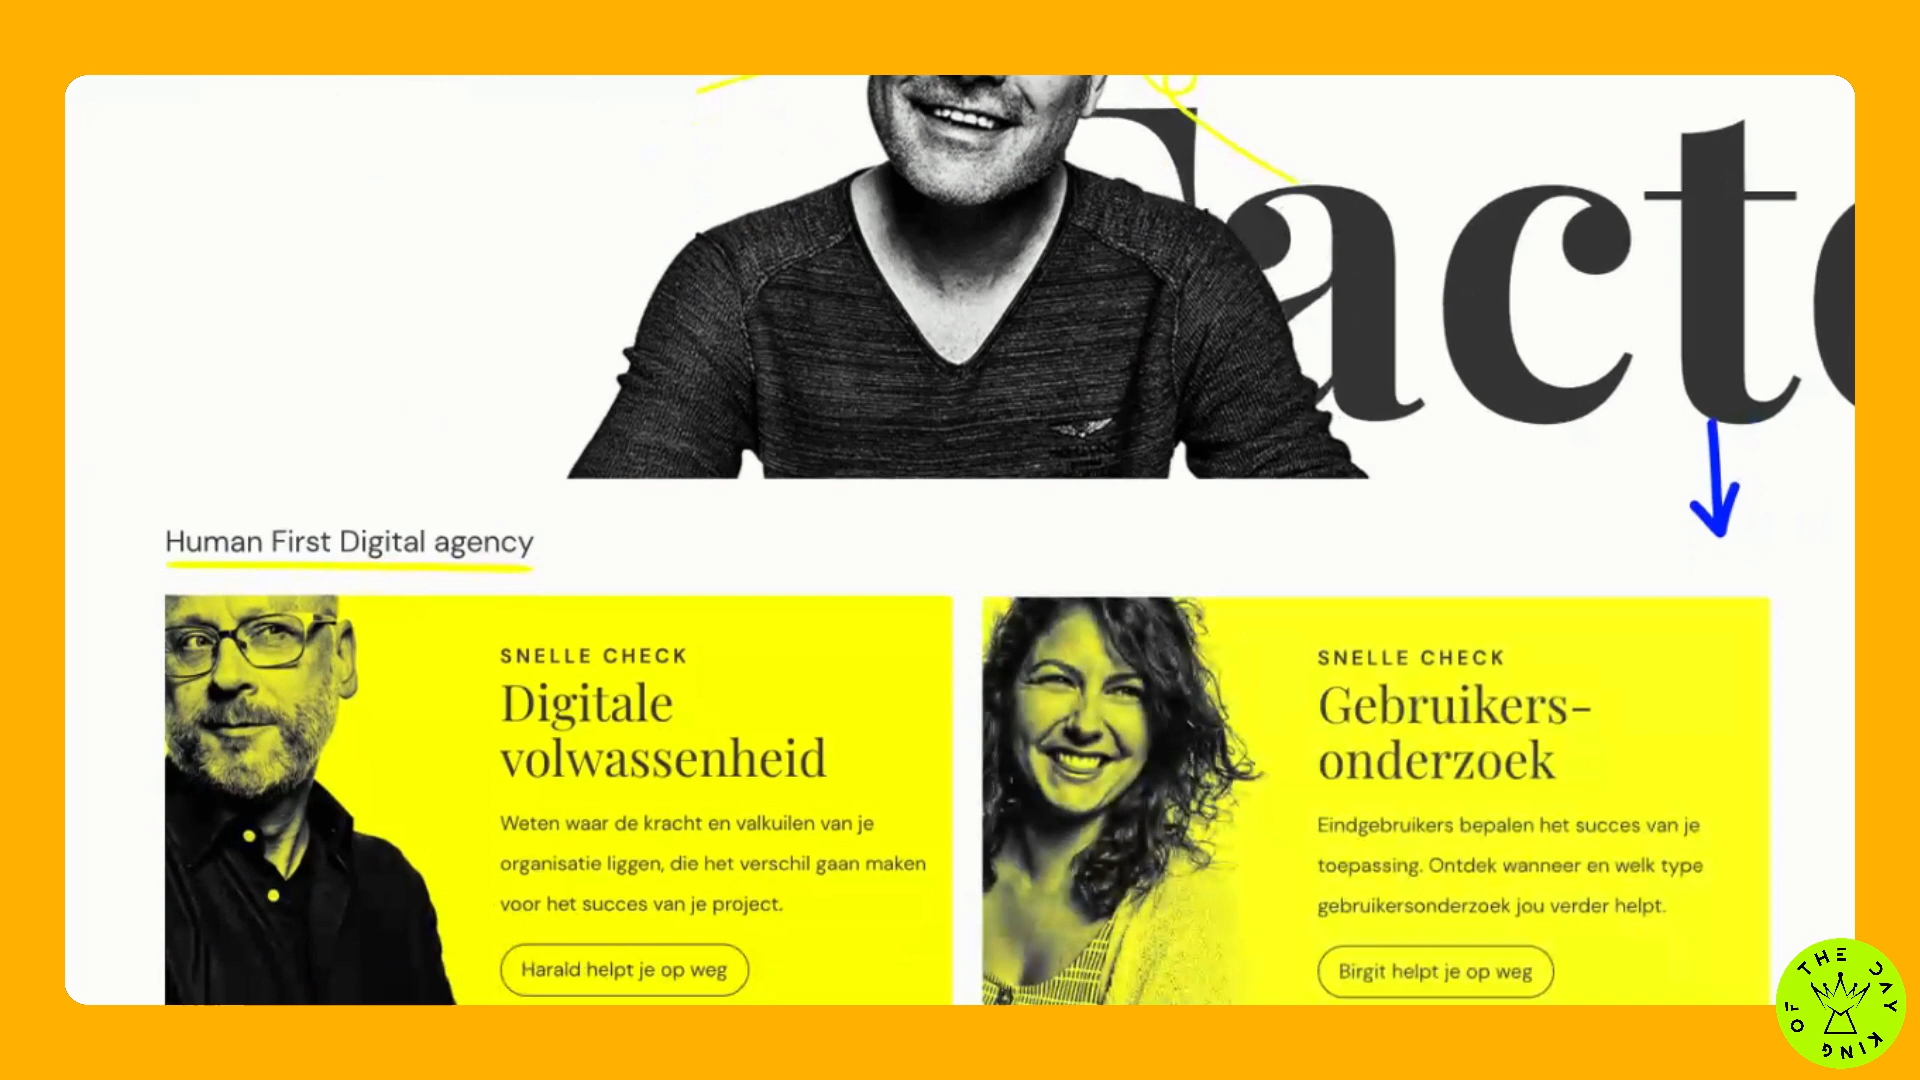 Facto
Human First Digital agency
SNELLE CHECK
Digitale
volwassenheid
Weten waar de kracht en valkuilen van je
organisatie liggen, die het verschil gaan maken
voor het succes van je project.
Harald helpt je op weg
SNELLE CHECK
Gebruikers-
onderzoek
Eindgebruikers bepalen het succes van je
toepassing. Ontdek wanneer en welk type
gebruikersonderzoek jou verder helpt.
Birgit helpt je op weg
KING OF THE DAY